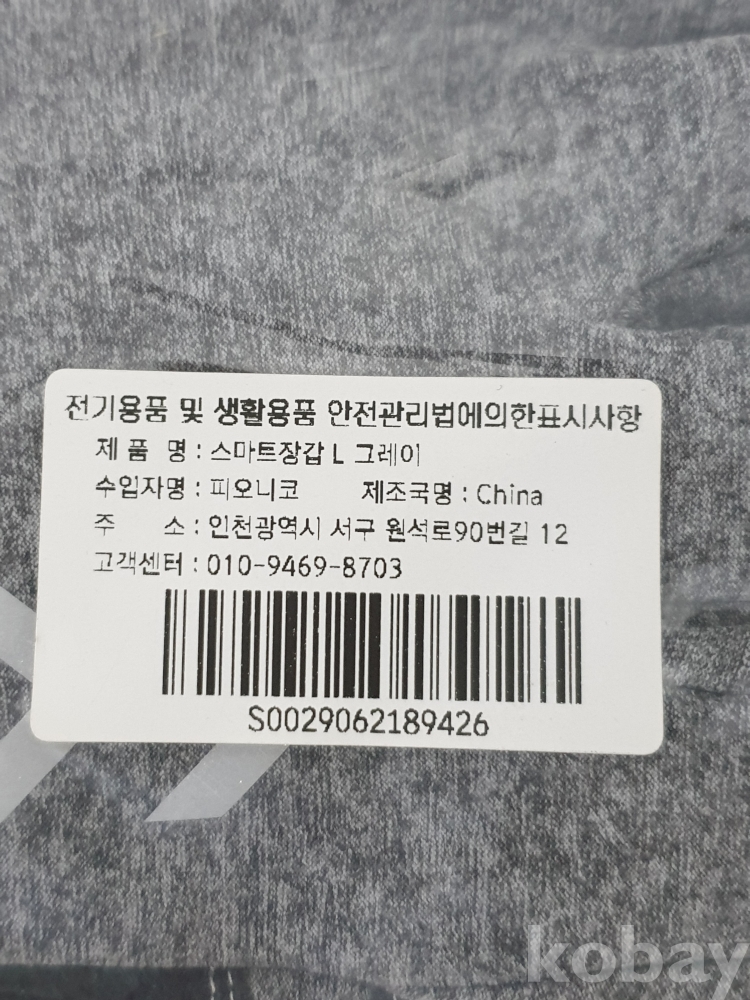 전기용품 및 생활용품 안전관리법에의한표시사항
제 품 명 : 스마트장갑 L 그레이
수입자명 : 피오니코 제조국명 : China
주 소 : 인천광역시 서구 원석로90번길 12
고객센터 : 010-9469-8703
S0029062189426
kobay